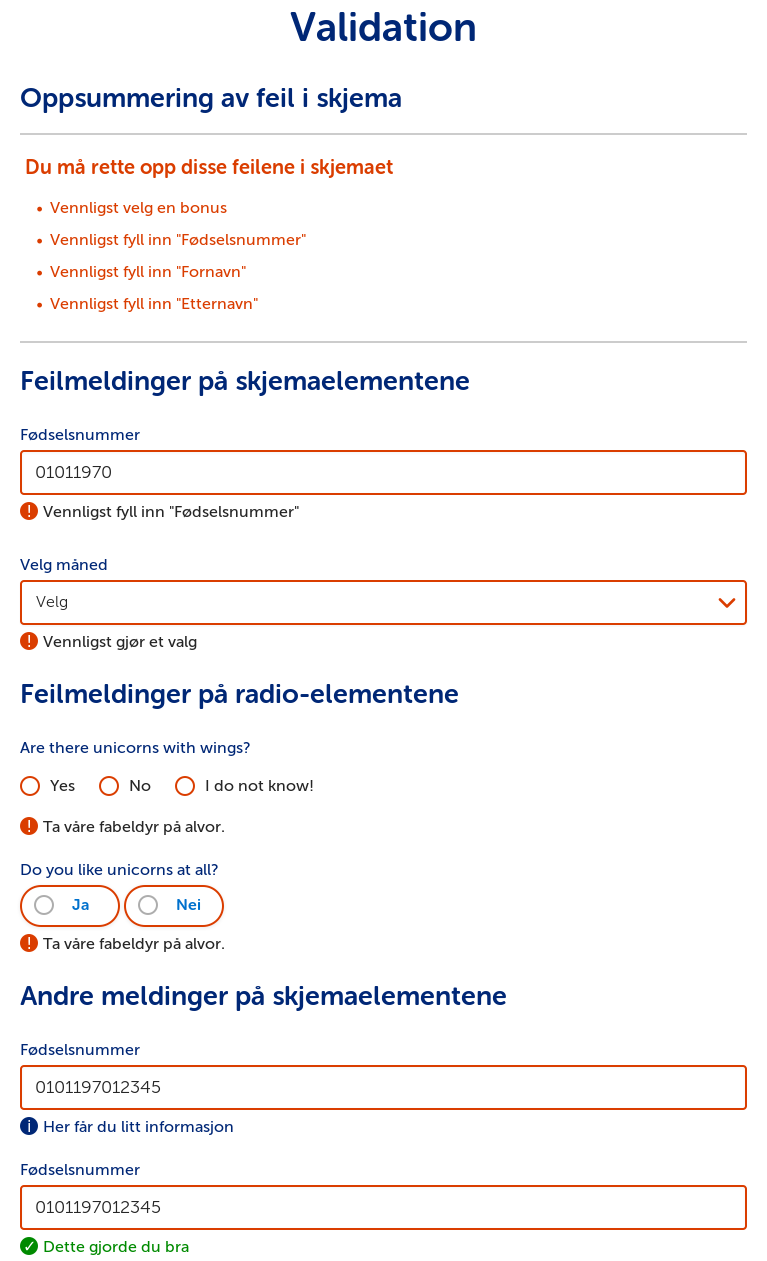 Validation
Oppsummering av feil i skjema
Du må rette opp disse feilene i skjemaet
• Vennligst velg en bonus
• Vennligst fyll inn "Fødselsnummer"
• Vennligst fyll inn "Fornavn"
• Vennligst fyll inn "Etternavn"
Feilmeldinger på skjemaelementene
Fødselsnummer
01011970
! Vennligst fyll inn "Fødselsnummer"
Velg måned
Velg
! Vennligst gjør et valg
Feilmeldinger på radio-elementene
Are there unicorns with wings?
Yes No I do not know!
! Ta våre fabeldyr på alvor.
Do you like unicorns at all?
Ja Nei
! Ta våre fabeldyr på alvor.
Andre meldinger på skjemaelementene
Fødselsnummer
0101197012345
i Her får du litt informasjon
Fødselsnummer
0101197012345
✓ Dette gjorde du bra